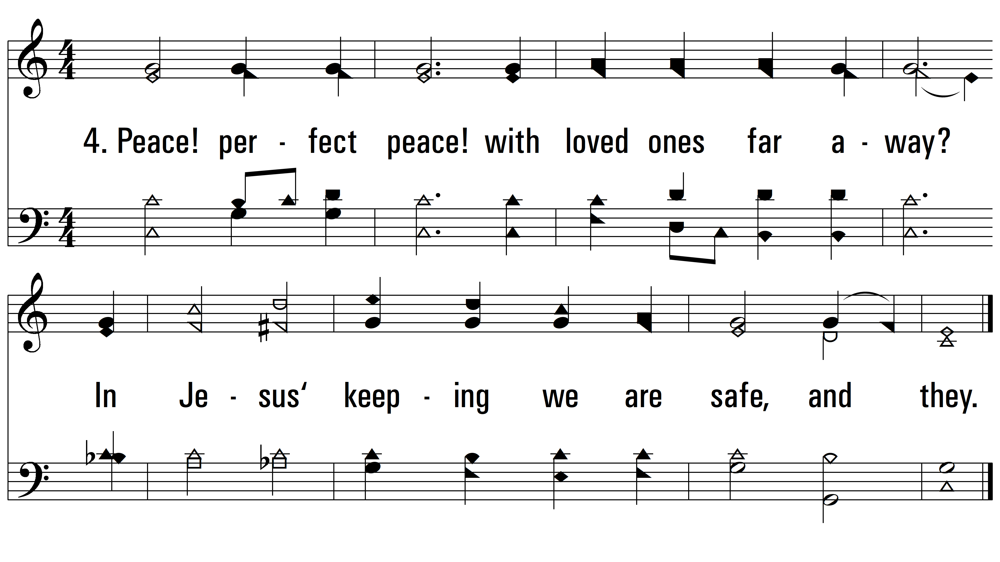 4. Peace! per - fect peace! with loved ones far a - way?
In Je - sus‘ keep - ing we are safe, and they.